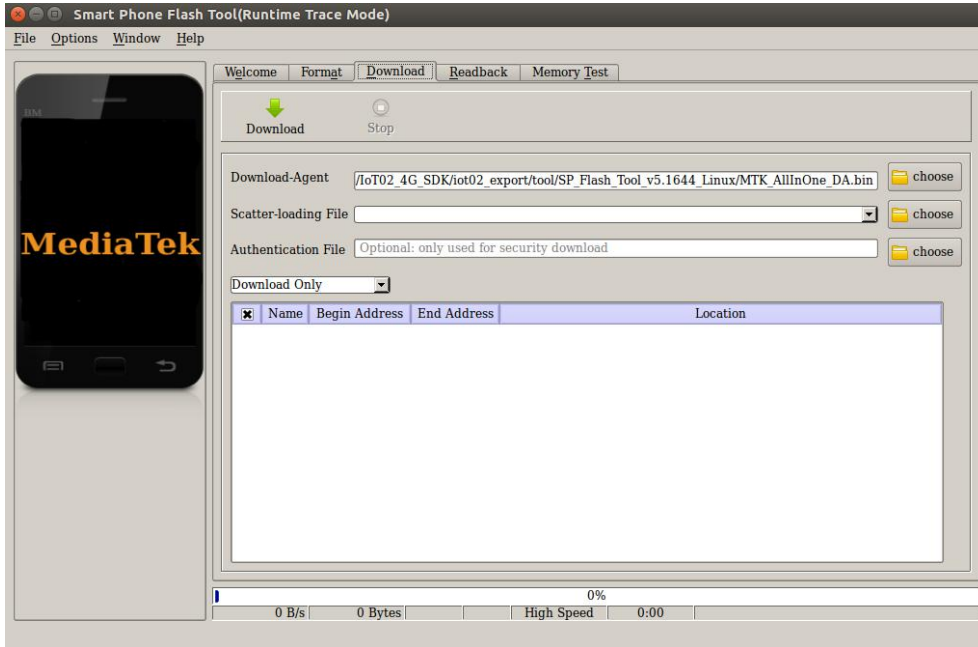 Smart Phone Flash Tool(Runtime Trace Mode)
File Options Window Help
Welcome Format Download Readback Memory Test
BM
Download Stop
Download-Agent /IoT02_4G_SDK/iot02_export/tool/SP_Flash_Tool_v5.1644_Linux/MTK_AllInOne_DA.bin choose
Scatter-loading File choose
MediaTek
Authentication File Optional: only used for security download choose
Download Only
Name Begin Address End Address Location
0%
0 B/s 0 Bytes High Speed 0:00